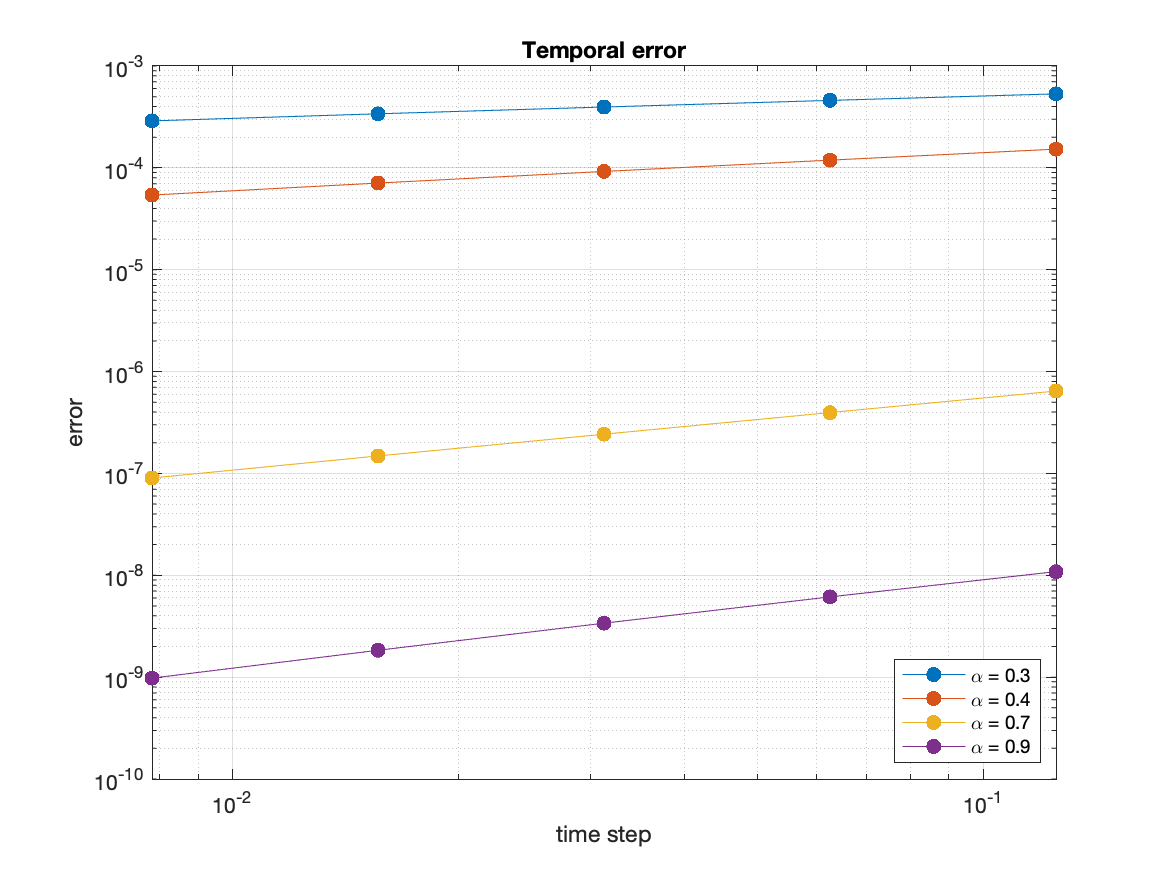 Temporal error
10^-3
10^-4
10^-5
10^-6
10^-7
10^-8
10^-9
10^-10
error
10^-2
10^-1
time step
α = 0.3
α = 0.4
α = 0.7
α = 0.9